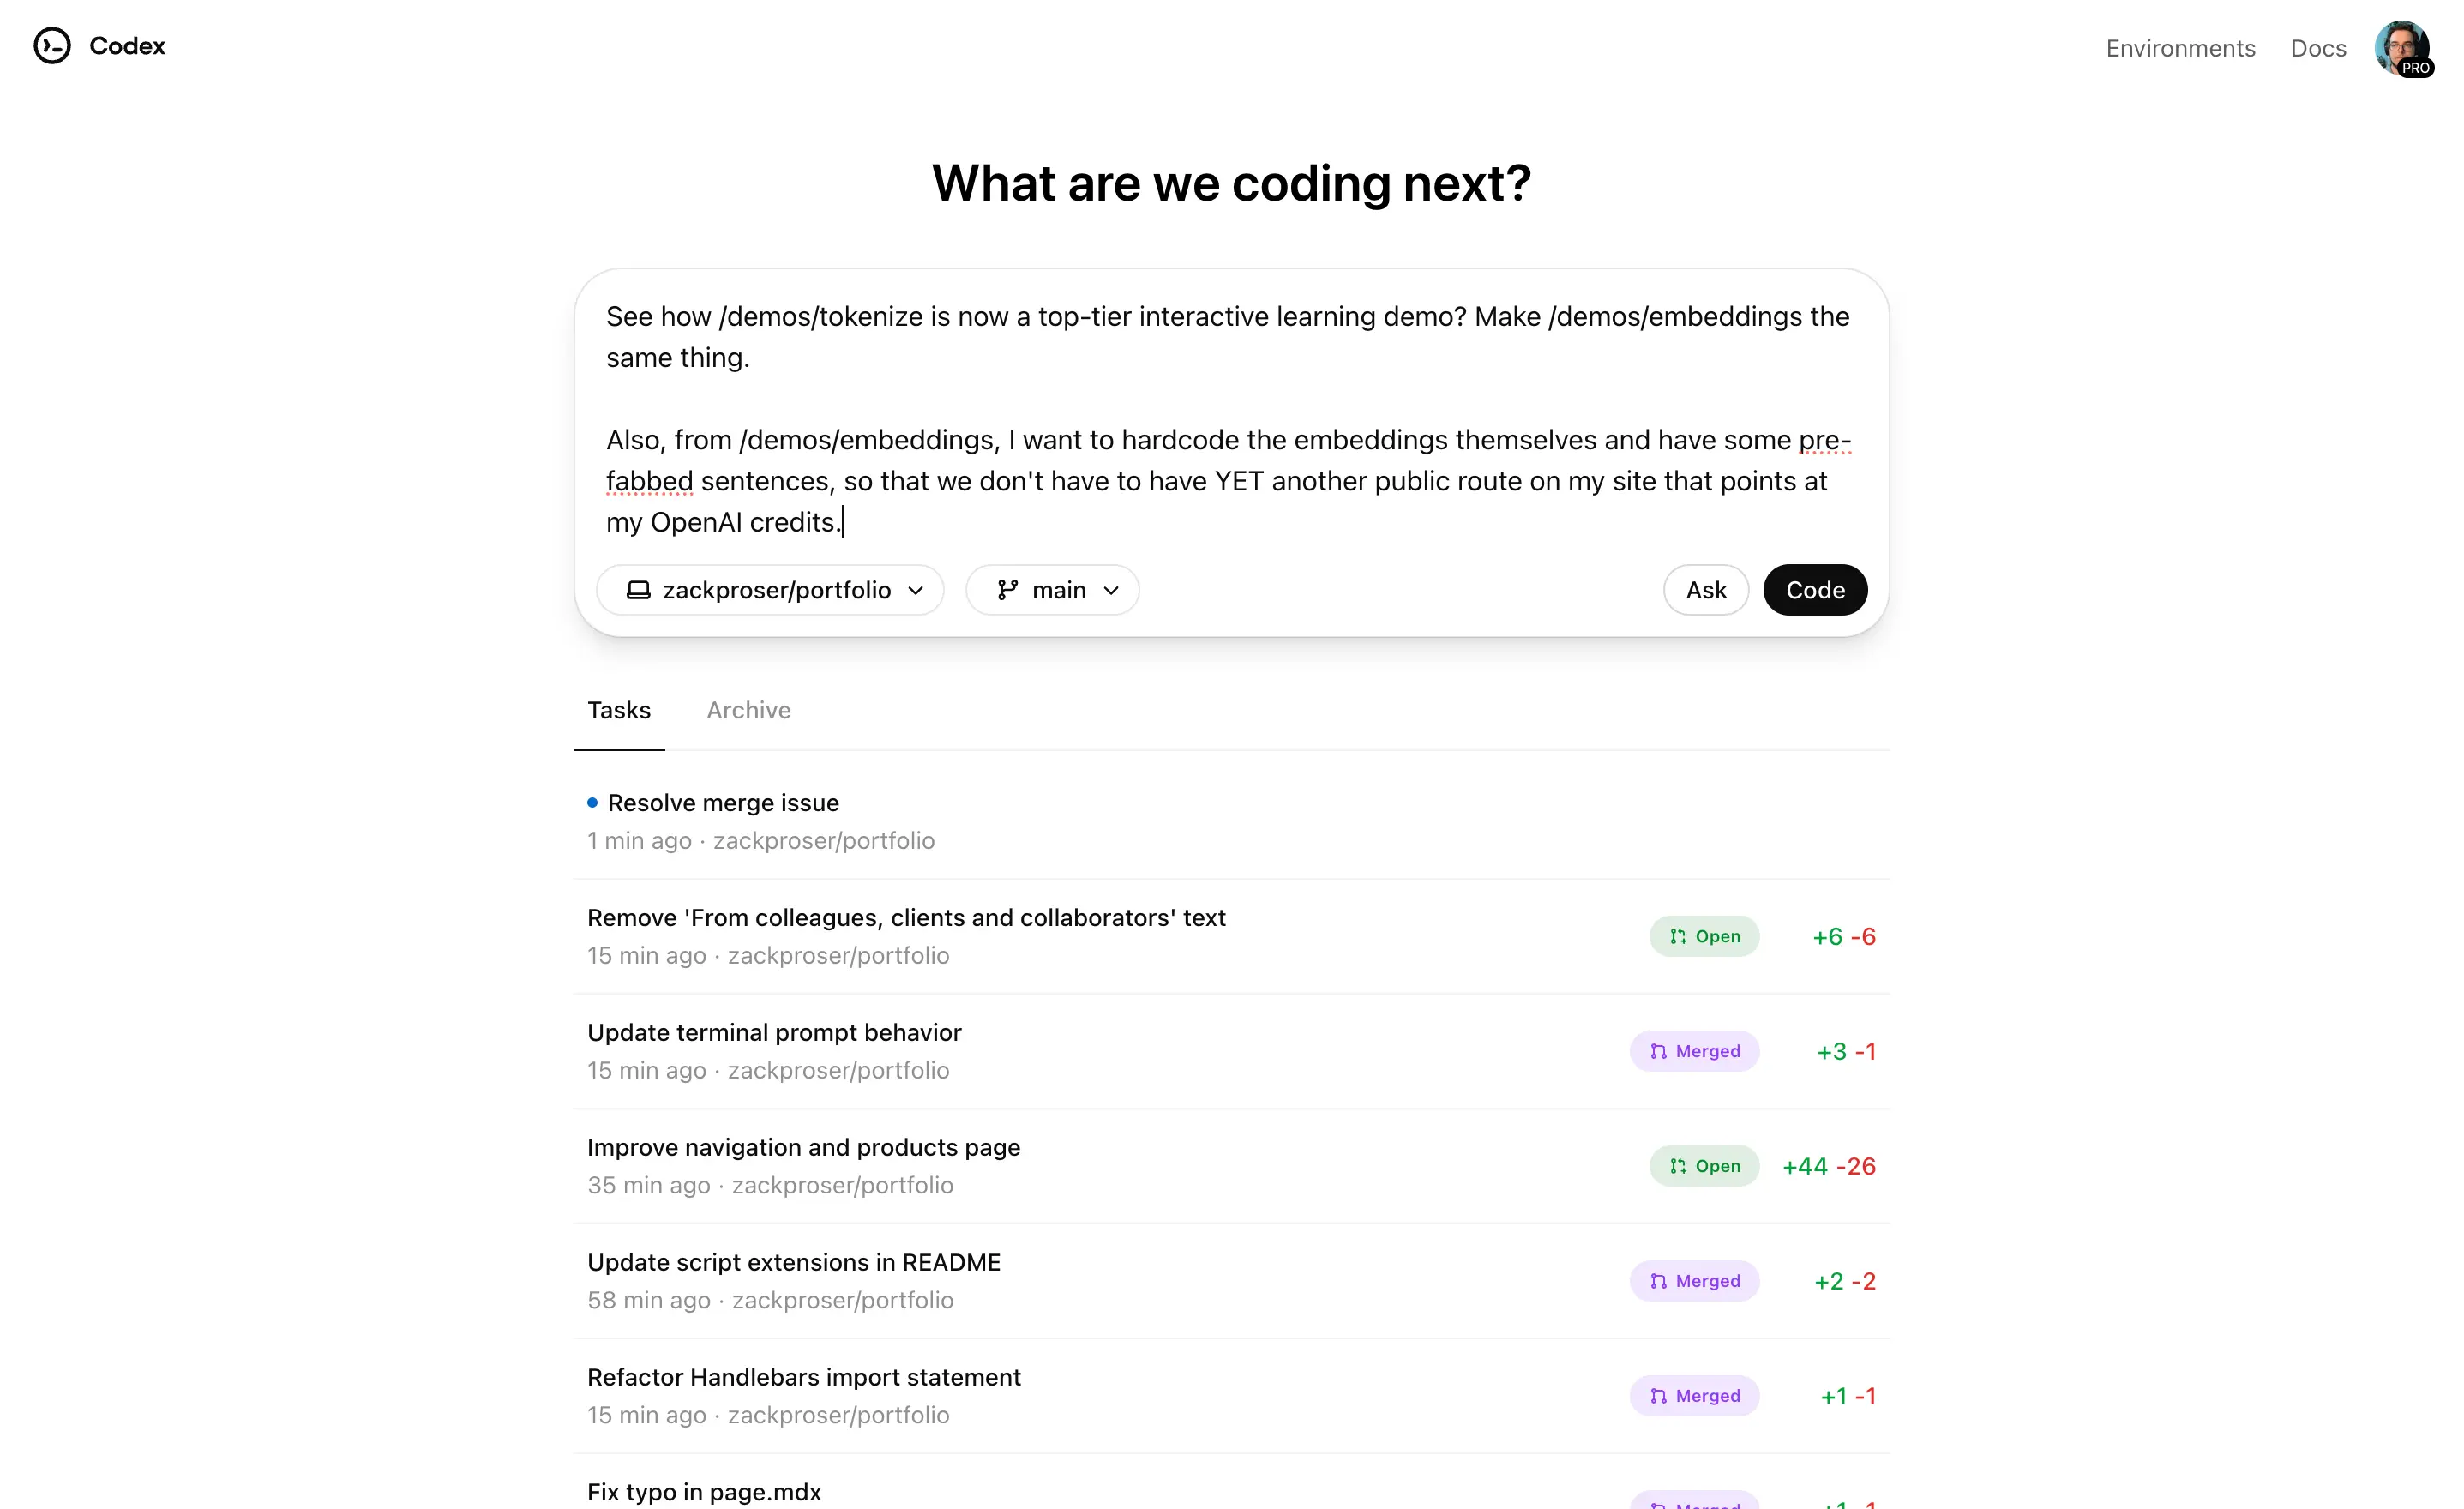 Codex
Environments
Docs
PRO
What are we coding next?
See how /demos/tokenize is now a top-tier interactive learning demo? Make /demos/embeddings the
same thing.
Also, from /demos/embeddings, I want to hardcode the embeddings themselves and have some pre-
fabbed sentences, so that we don't have to have YET another public route on my site that points at
my OpenAI credits.
zackproser/portfolio
main
Ask
Code
Tasks
Archive
Resolve merge issue
1 min ago · zackproser/portfolio
Remove 'From colleagues, clients and collaborators' text
Open
+6 -6
15 min ago · zackproser/portfolio
Update terminal prompt behavior
Merged
+3 -1
15 min ago · zackproser/portfolio
Improve navigation and products page
Open
+44 -26
35 min ago · zackproser/portfolio
Update script extensions in README
Merged
+2 -2
58 min ago · zackproser/portfolio
Refactor Handlebars import statement
Merged
+1 -1
15 min ago · zackproser/portfolio
Fix typo in page.mdx
Merged
+1 -1